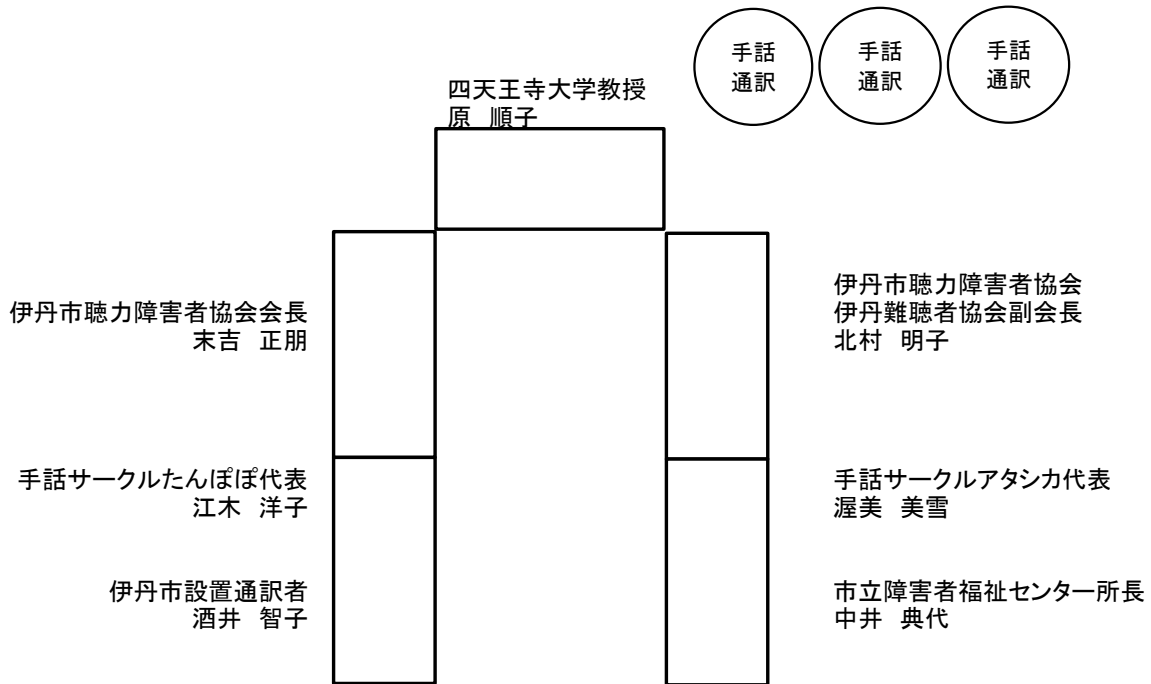 手話
通訳
手話
通訳
手話
通訳
四天王寺大学教授
原　順子
伊丹市聴力障害者協会会長
末吉　正朋
伊丹市聴力障害者協会
伊丹難聴者協会副会長
北村　明子
手話サークルたんぽぽ代表
江木　洋子
手話サークルアタシカ代表
渥美　美雪
伊丹市設置通訳者
酒井　智子
市立障害者福祉センター所長
中井　典代